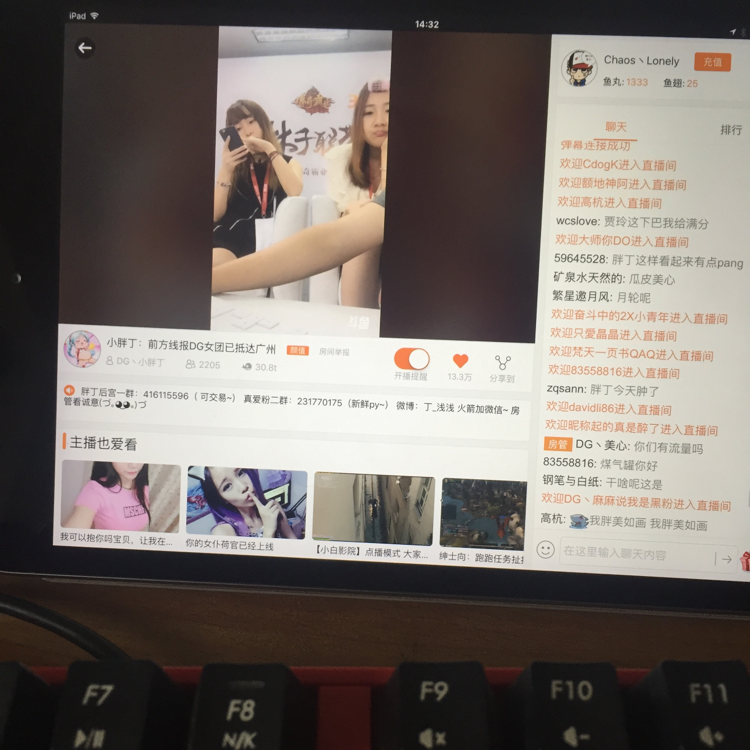 iPad
14:32
Chaos丶Lonely
充值
鱼丸: 1333 鱼翅: 25
聊天
排行
弹幕连接成功
欢迎CdogK进入直播间
欢迎额地神阿进入直播间
欢迎高杭进入直播间
wcslove: 贾玲这下巴我给满分
欢迎大师你DO进入直播间
59645528: 胖丁这样看起来有点pang
矿泉水天然的: 瓜皮美心
繁星邀月风: 月轮呢
欢迎奋斗中的2X小青年进入直播间
欢迎只愛晶晶进入直播间
欢迎梵天一页书QAQ进入直播间
欢迎83558816进入直播间
zqsann: 胖丁今天肿了
欢迎davidli86进入直播间
欢迎昵称起的真是醉了进入直播间
房管 DG丶美心: 你们有流量吗
83558816: 煤气罐你好
钢笔与白纸: 干啥呢这是
欢迎DG丶麻麻说我是黑粉进入直播间
高杭: 我胖美如画 我胖美如画
在这里输入聊天内容
小胖丁：前方线报DG女团已抵达广州
颜值
房间举报
DG丶小胖丁
2205
30.8t
开播提醒
13.3万
分享到
胖丁后宫一群：416115596（ 可交易~） 真爱粉二群：231770175（新鲜py~） 微博：丁_浅浅 火箭加微信~ 房
管看诚意(づ｡◕‿◕｡)づ
主播也爱看
我可以抱你吗宝贝，让我在...
你的女仆荷官已经上线
【小白影院】点播模式 大家...
绅士向：跑跑任务扯
F7
F8
N/K
F9
F10
F11